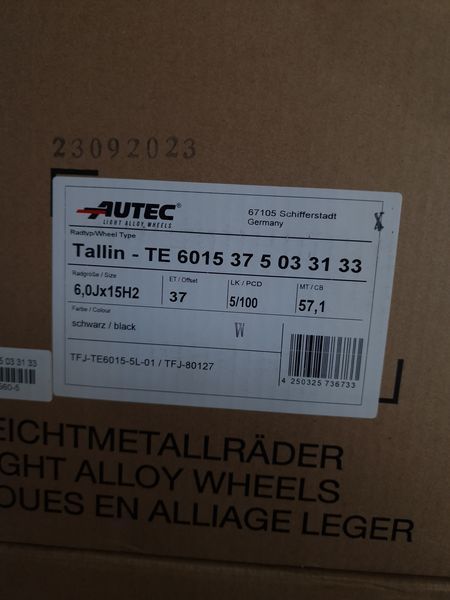 23092023
AUTEC®
LIGHT ALLOY WHEELS
67105 Schifferstadt
Germany
Radtyp/Wheel Type
Tallin - TE 6015 37 5 03 31 33
Radgröße / Size
6,0Jx15H2
ET / Offset
37
LK / PCD
5/100
MT / CB
57,1
Farbe / Colour
schwarz / black
W
TFJ-TE6015-5L-01 / TFJ-80127
4 250325 736733
5 03 31 33
560-5
EICHTMETALLRÄDER
GHT ALLOY WHEELS
OUES EN ALLIAGE LEGER